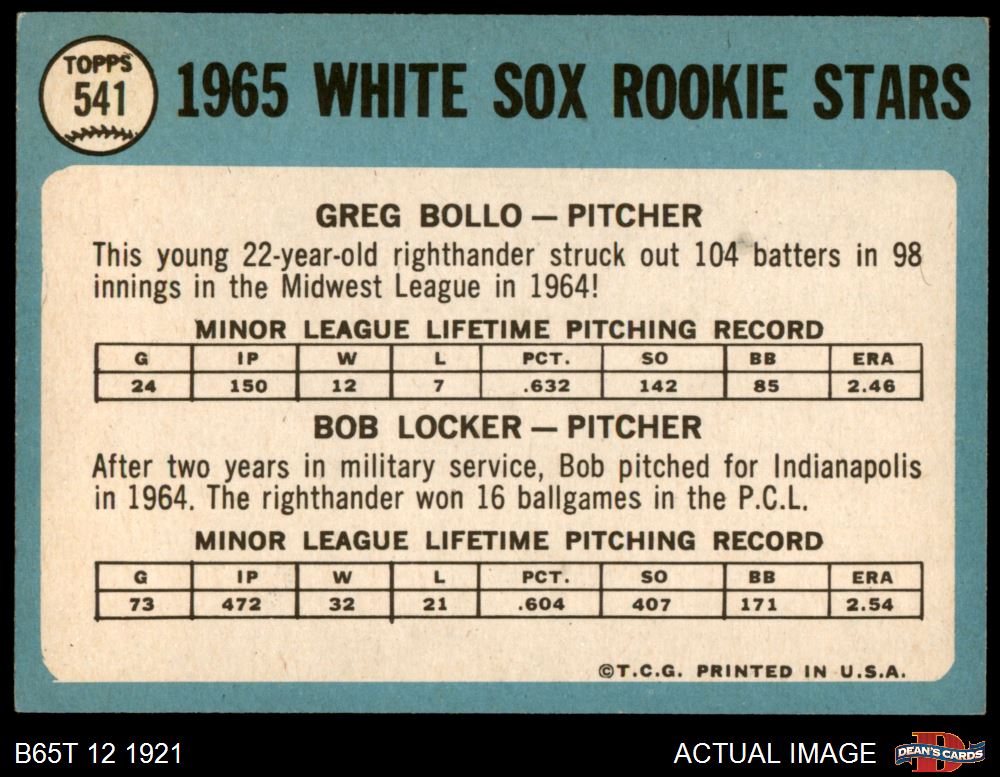 TOPPS
541
1965 WHITE SOX ROOKIE STARS
GREG BOLLO — PITCHER
This young 22-year-old righthander struck out 104 batters in 98
innings in the Midwest League in 1964!
MINOR LEAGUE LIFETIME PITCHING RECORD
G IP W L PCT. SO BB ERA
24 150 12 7 .632 142 85 2.46
BOB LOCKER — PITCHER
After two years in military service, Bob pitched for Indianapolis
in 1964. The righthander won 16 ballgames in the P.C.L.
MINOR LEAGUE LIFETIME PITCHING RECORD
G IP W L PCT. SO BB ERA
73 472 32 21 .604 407 171 2.54
©T.C.G. PRINTED IN U.S.A.
B65T 12 1921
ACTUAL IMAGE
D
DEAN'S CARDS